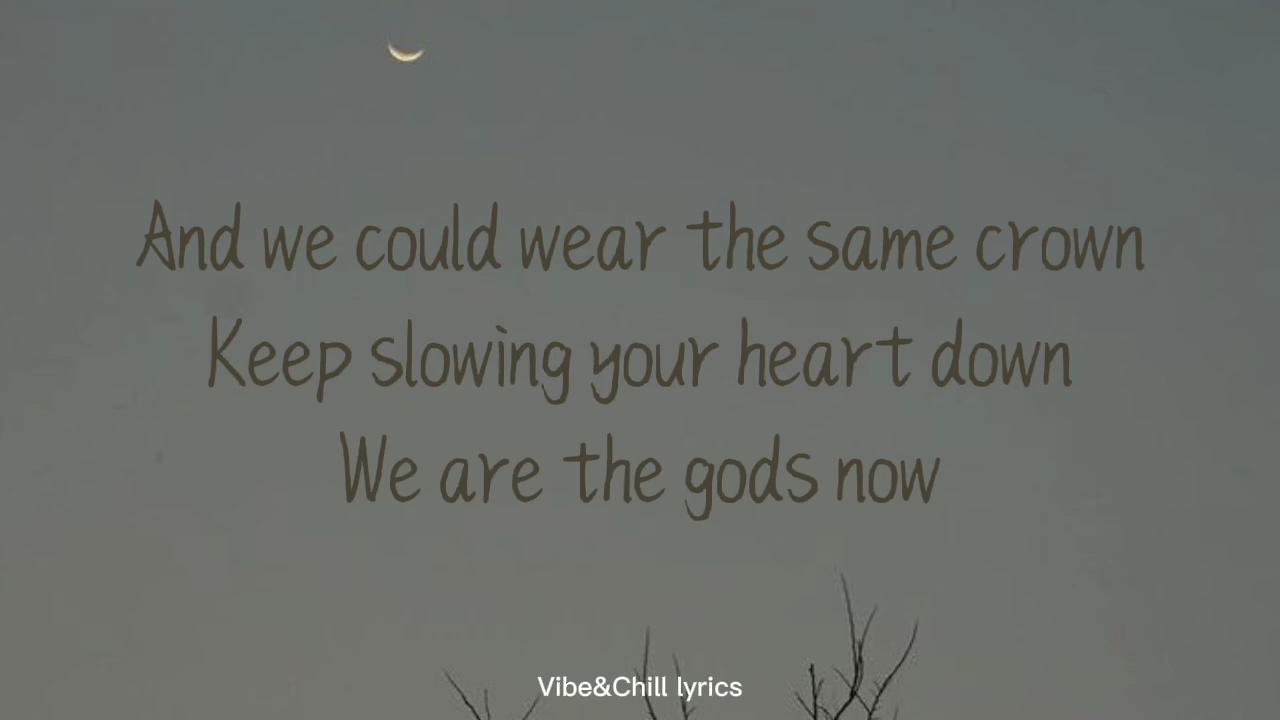 And we could wear the same crown
Keep slowing your heart down
We are the gods now
Vibe&Chill lyrics